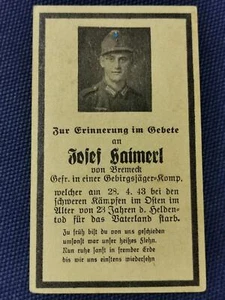 Zur Erinnerung im Gebete
an
Josef Haimerl
von Bremeck
Gefr. in einer Gebirgsjäger-Komp.
welcher am 28. 4. 43 bei den
schweren Kämpfen im Osten im
Alter von 23 Jahren d. Helden-
tod für das Vaterland starb.
Zu früh bist du von uns geschieden
umsonst war unser heißes Flehn.
Nun ruhe sanft in fremder Erde
bis wir uns einstens wiedersehn